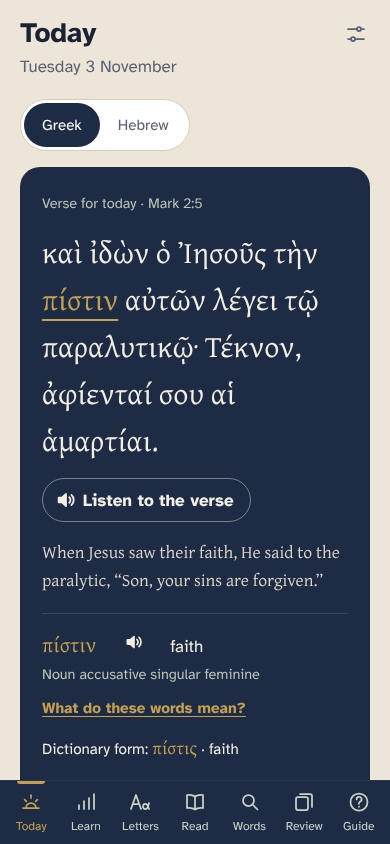 Today
Tuesday 3 November
Greek Hebrew
Verse for today · Mark 2:5
καὶ ἰδὼν ὁ Ἰησοῦς τὴν
πίστιν αὐτῶν λέγει τῷ
παραλυτικῷ· Τέκνον,
ἀφίενταί σου αἱ
ἁμαρτίαι.
Listen to the verse
When Jesus saw their faith, He said to the
paralytic, “Son, your sins are forgiven.”
πίστιν faith
Noun accusative singular feminine
What do these words mean?
Dictionary form: πίστις · faith
Today Learn Letters Read Words Review Guide